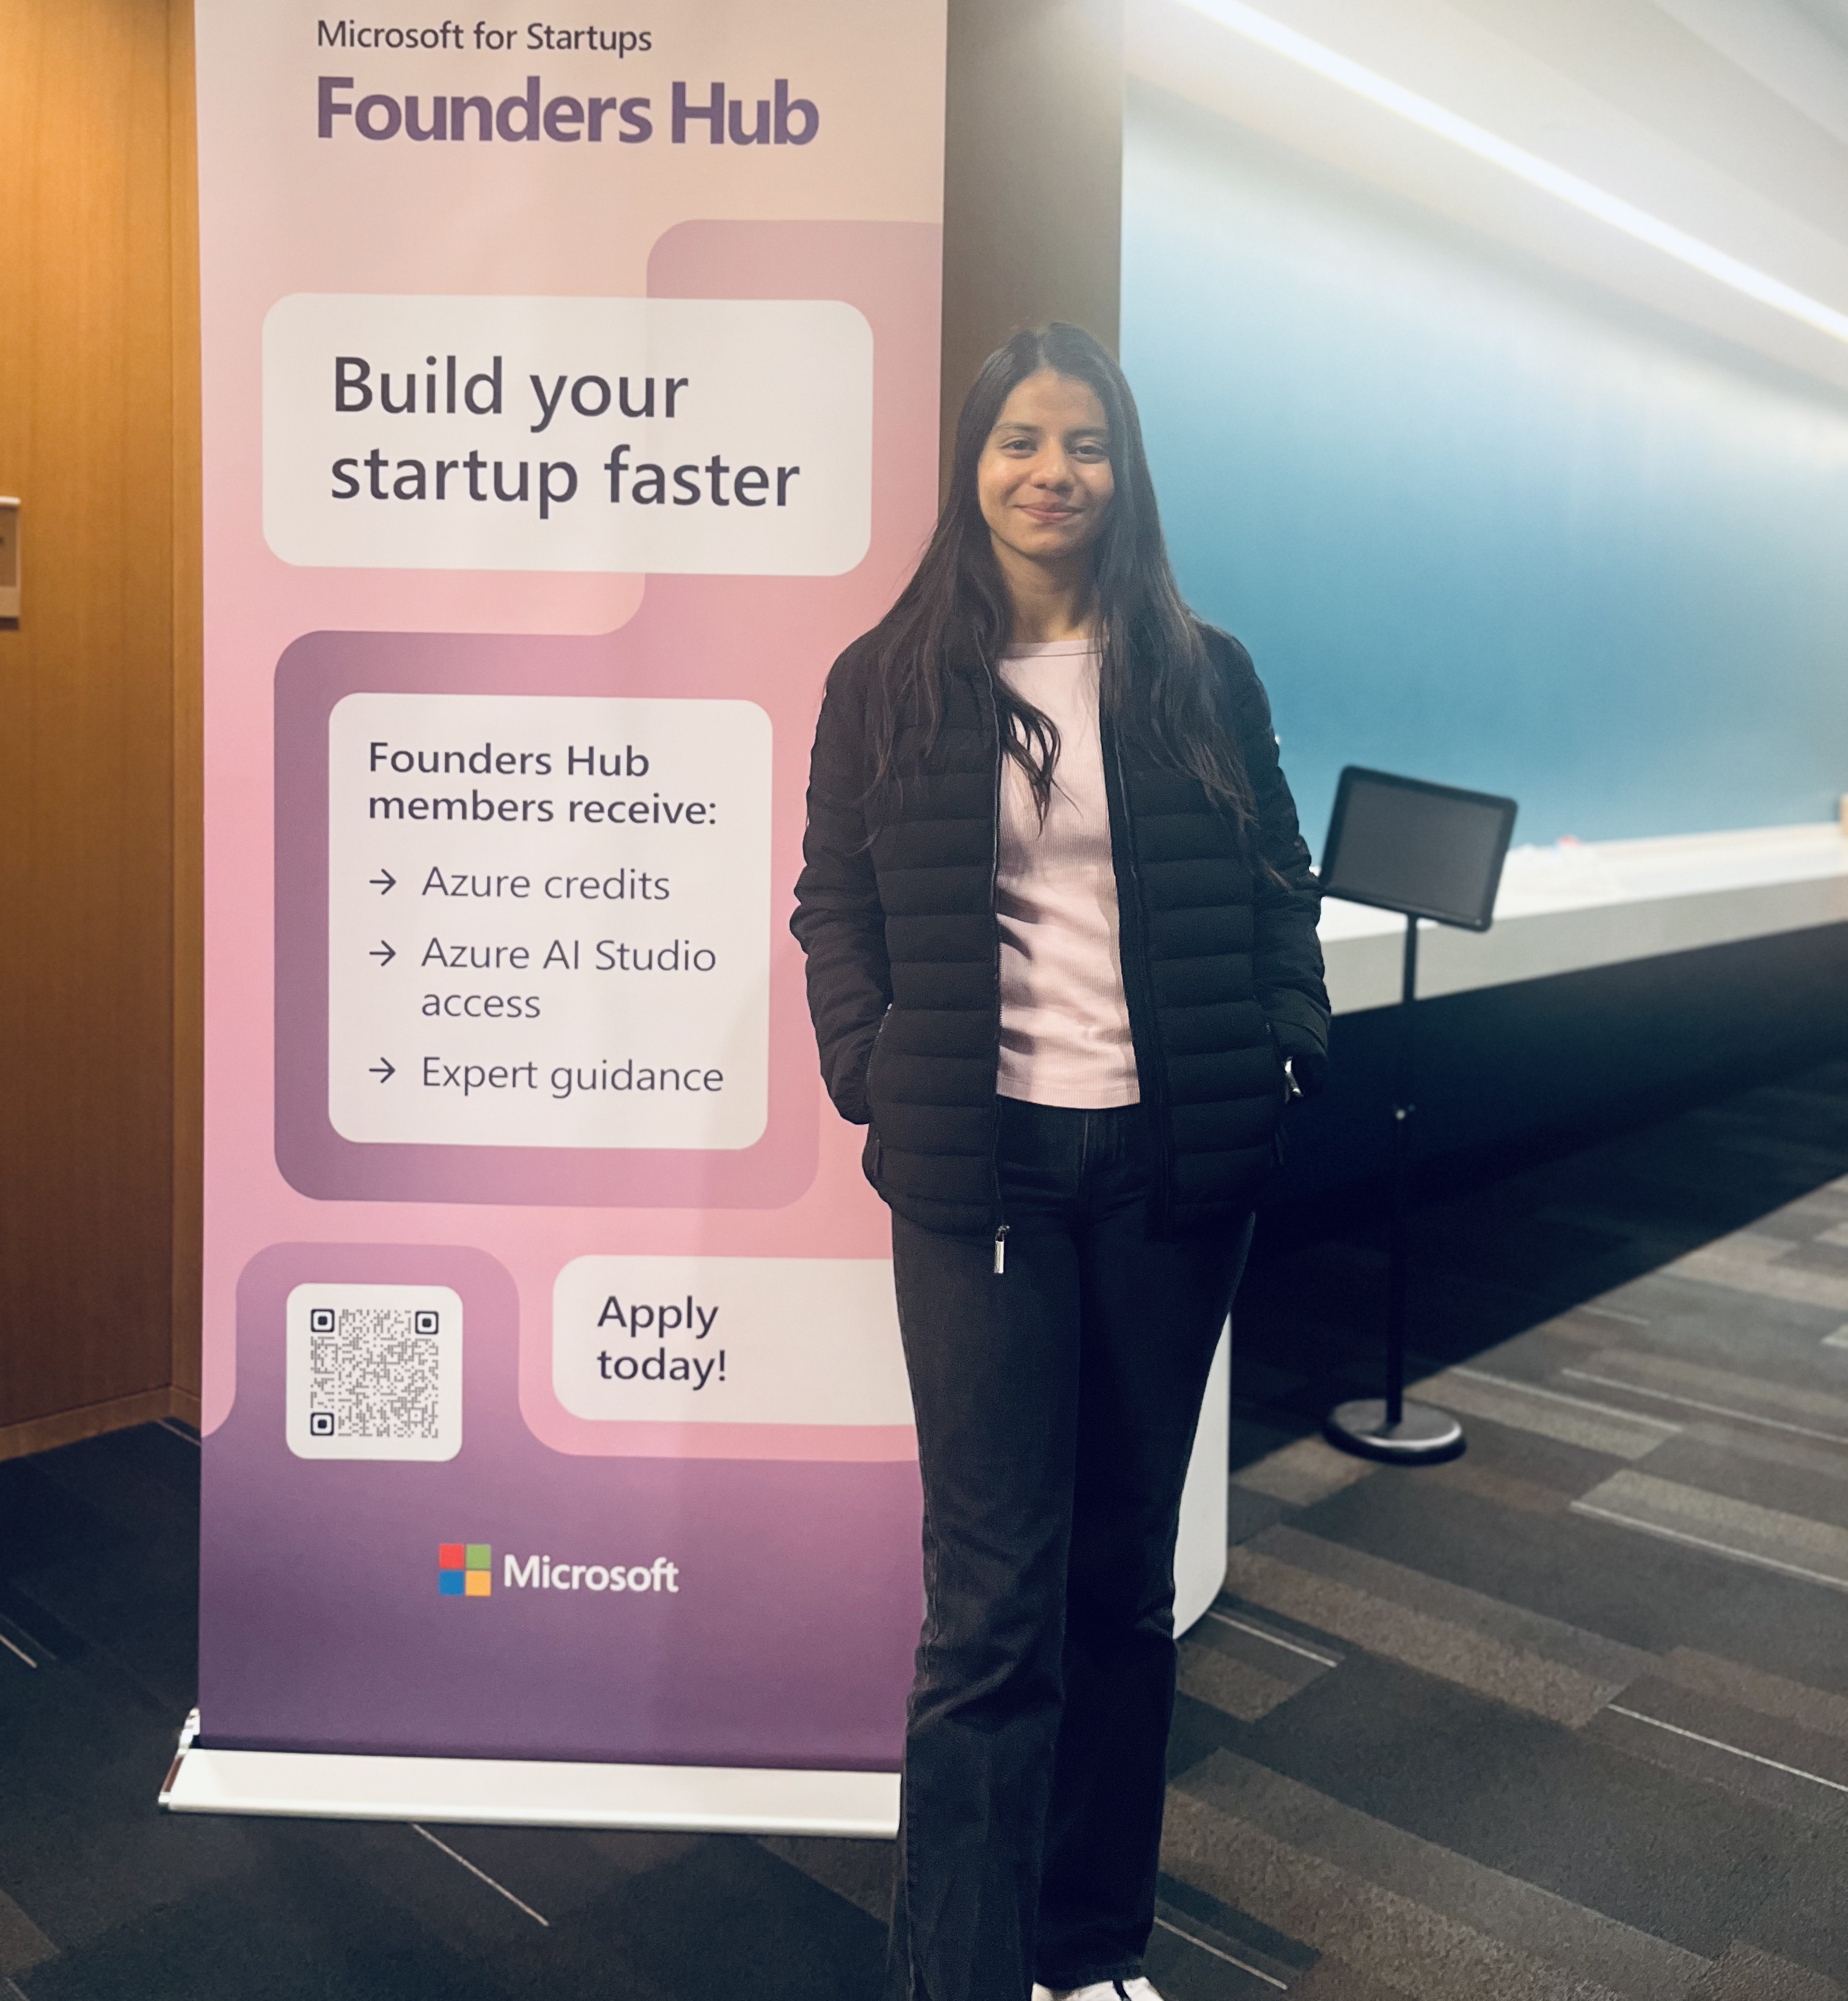 Microsoft for Startups
Founders Hub
Build your
startup faster
Founders Hub
members receive:
→ Azure credits
→ Azure AI Studio
access
→ Expert guidance
Apply
today!
Microsoft